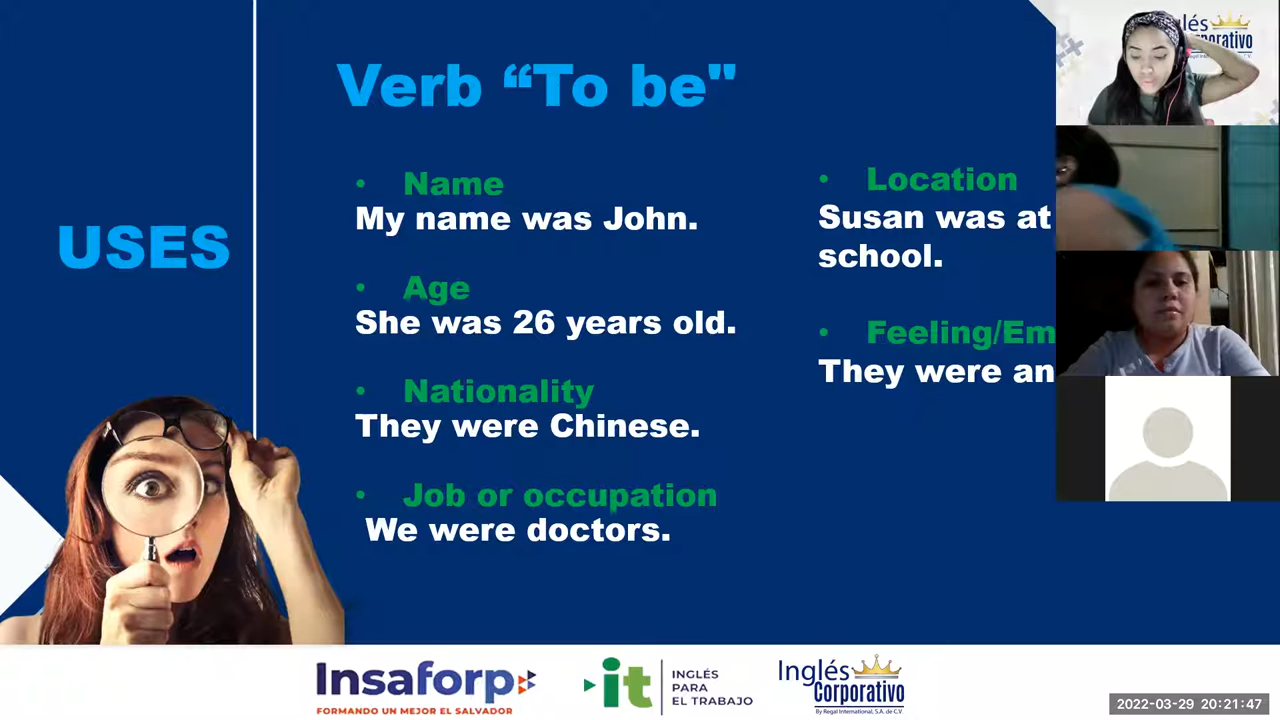 Verb “To be"
USES
• Name
My name was John.
• Age
She was 26 years old.
• Nationality
They were Chinese.
• Job or occupation
We were doctors.
• Location
Susan was at
school.
• Feeling/Em
They were an
Inglés
Corporativo
Insaforp
FORMANDO UN MEJOR EL SALVADOR
it
INGLÉS
PARA
EL TRABAJO
Inglés
Corporativo
By Regal International, S.A. de C.V.
2022-03-29 20:21:47